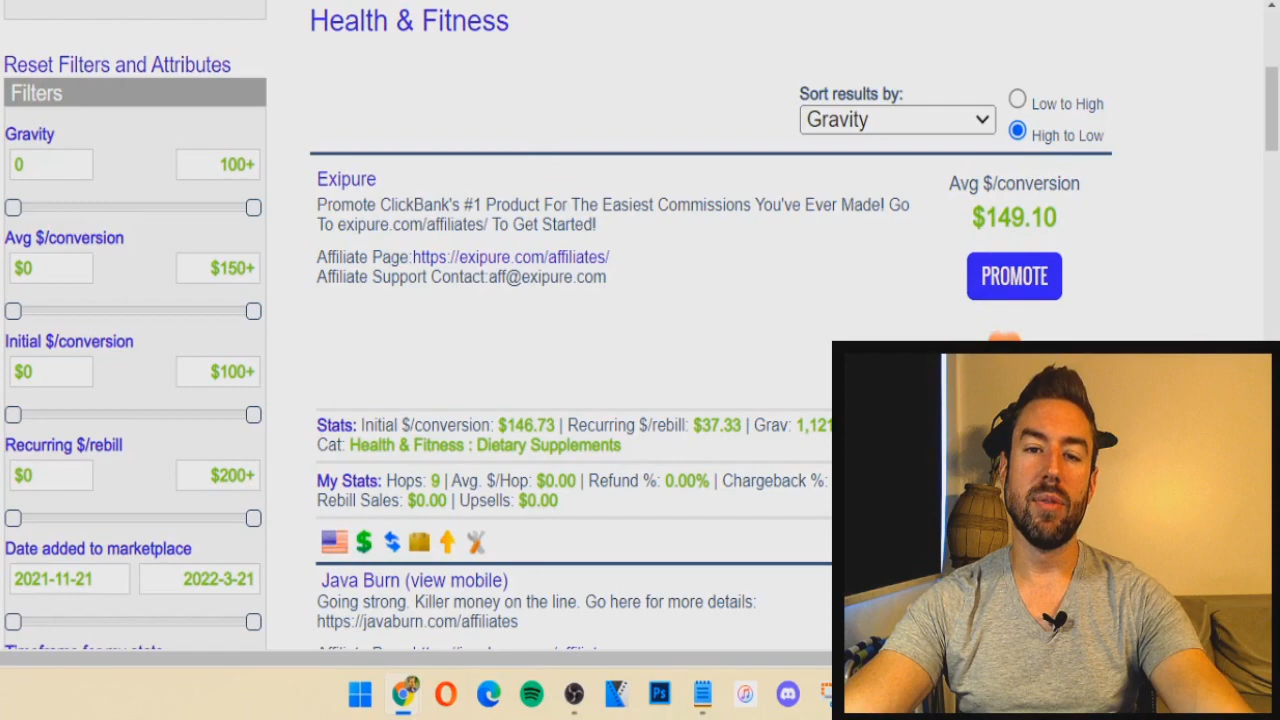 Health & Fitness
Reset Filters and Attributes
Filters
Gravity
0 100+
Avg $/conversion
$0 $150+
Initial $/conversion
$0 $100+
Recurring $/rebill
$0 $200+
Date added to marketplace
2021-11-21 2022-3-21
Sort results by:
Gravity
Low to High
High to Low
Exipure
Promote ClickBank's #1 Product For The Easiest Commissions You've Ever Made! Go
To exipure.com/affiliates/ To Get Started!
Affiliate Page:https://exipure.com/affiliates/
Affiliate Support Contact:aff@exipure.com
Avg $/conversion
$149.10
PROMOTE
Stats: Initial $/conversion: $146.73 | Recurring $/rebill: $37.33 | Grav: 1,121
Cat: Health & Fitness : Dietary Supplements
My Stats: Hops: 9 | Avg. $/Hop: $0.00 | Refund %: 0.00% | Chargeback %:
Rebill Sales: $0.00 | Upsells: $0.00
Java Burn (view mobile)
Going strong. Killer money on the line. Go here for more details:
https://javaburn.com/affiliates
Ps